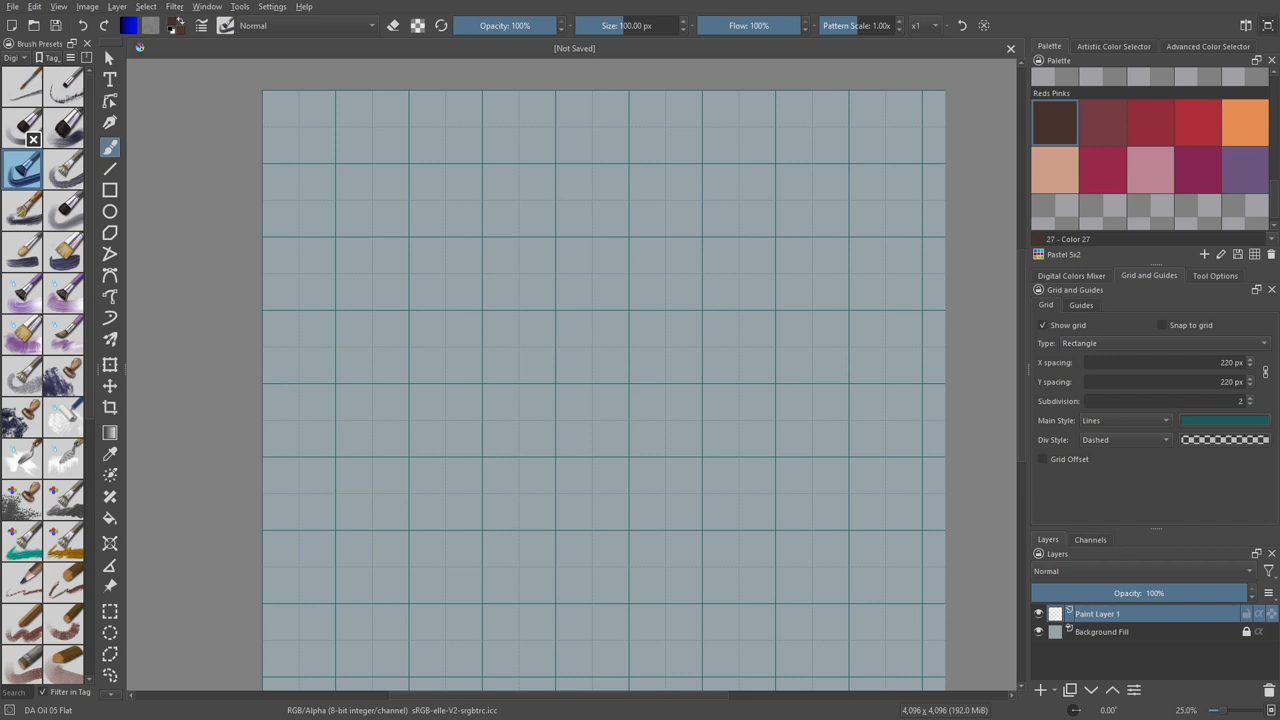 File Edit View Image Layer Select Filter Window Tools Settings Help
Normal Opacity: 100% Size: 100.00 px Flow: 100% Pattern Scale: 1.00x x1
Brush Presets
[Not Saved]
Palette Artistic Color Selector Advanced Color Selector
Digi Tag
Palette
Reds Pinks
27 - Color 27
Pastel 5x2
Digital Colors Mixer Grid and Guides Tool Options
Grid and Guides
Grid Guides
Show grid Snap to grid
Type: Rectangle
X spacing: 220 px
Y spacing: 220 px
Subdivision: 2
Main Style: Lines
Div Style: Dashed
Grid Offset
Layers Channels
Layers
Normal
Opacity: 100%
Paint Layer 1
Background Fill
Search Filter in Tag
DA Oil 05 Flat RGB/Alpha (8-bit integer/channel) sRGB-elle-V2-srgbtrc.icc 4,096 x 4,096 (192.0 MiB) 0.00° 25.0%